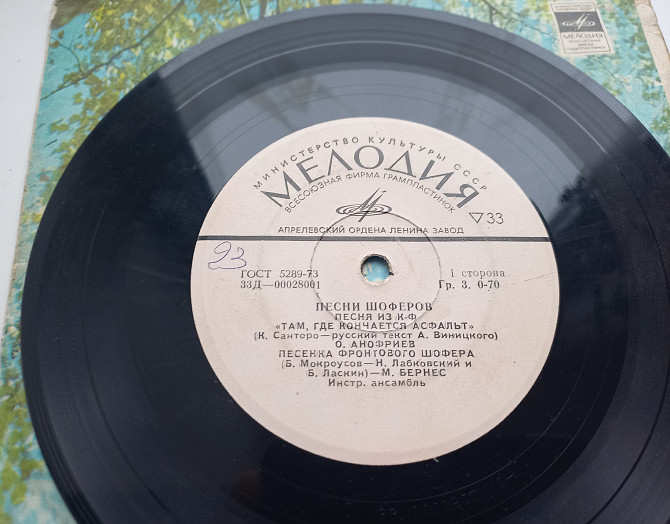 МЕЛОДИЯ
МИНИСТЕРСТВО КУЛЬТУРЫ СССР
МЕЛОДИЯ
ВСЕСОЮЗНАЯ ФИРМА ГРАМПЛАСТИНОК
▽33
АПРЕЛЕВСКИЙ ОРДЕНА ЛЕНИНА ЗАВОД
23
ГОСТ 5289-73
1 сторона
33Д—00028001
Гр. 3. 0-70
ПЕСНИ ШОФЕРОВ
ПЕСНЯ ИЗ К-Ф
«ТАМ, ГДЕ КОНЧАЕТСЯ АСФАЛЬТ»
(К. Санторо—русский текст А. Виницкого)
О. АНОФРИЕВ
ПЕСЕНКА ФРОНТОВОГО ШОФЕРА
(Б. Мокроусов—Н. Лабковский и
Б. Ласкин)—М. БЕРНЕС
Инстр. ансамбль